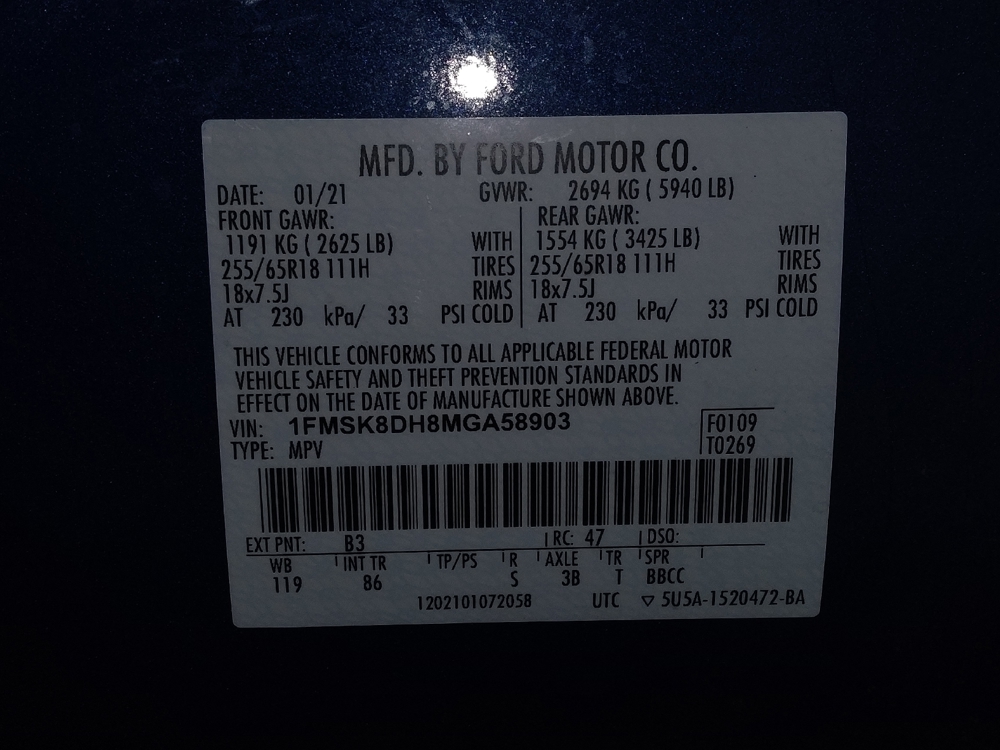 MFD. BY FORD MOTOR CO.
DATE: 01/21 GVWR: 2694 KG ( 5940 LB)
FRONT GAWR: REAR GAWR:
1191 KG ( 2625 LB) WITH 1554 KG ( 3425 LB) WITH
255/65R18 111H TIRES 255/65R18 111H TIRES
18x7.5J RIMS 18x7.5J RIMS
AT 230 kPa/ 33 PSI COLD AT 230 kPa/ 33 PSI COLD
THIS VEHICLE CONFORMS TO ALL APPLICABLE FEDERAL MOTOR
VEHICLE SAFETY AND THEFT PREVENTION STANDARDS IN
EFFECT ON THE DATE OF MANUFACTURE SHOWN ABOVE.
VIN: 1FMSK8DH8MGA58903 F0109
TYPE: MPV T0269
EXT PNT: B3 RC: 47 DSO:
WB INT TR TP/PS R AXLE TR SPR
119 86 S 3B T BBCC
1202101072058 UTC ▽ 5U5A-1520472-BA